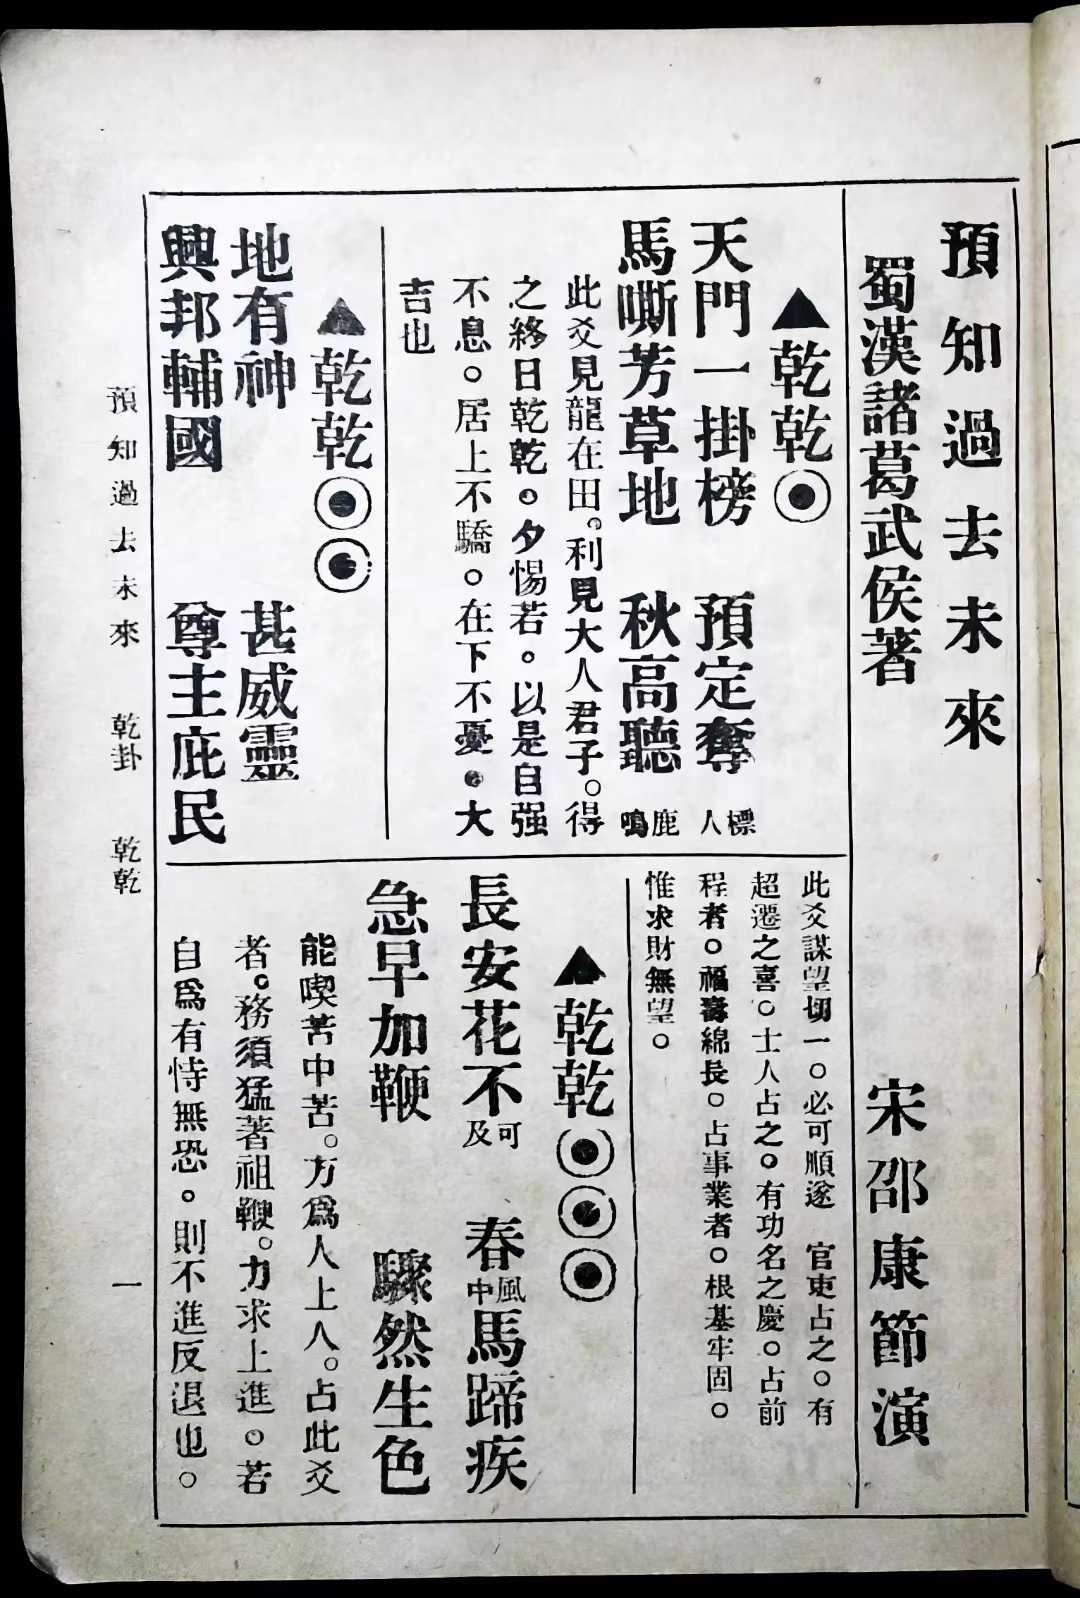 預知過去未來
蜀漢諸葛武侯著 宋邵康節演
▲乾乾⊙
天門一掛榜 預定奪標人
馬嘶芳草地 秋高聽鹿鳴
此爻見龍在田。利見大人君子。得
之終日乾乾。夕惕若。以是自强
不息。居上不驕。在下不憂。大
吉也
▲乾乾⊙⊙
地有神 甚威靈
興邦輔國 尊主庇民
此爻謀望切一。必可順遂 官吏占之。有
超遷之喜。士人占之。有功名之慶。占前
程者。福壽綿長。占事業者。根基牢固。
惟求財無望。
▲乾乾⊙⊙⊙
長安花不可及 春風中馬蹄疾
急早加鞭 驟然生色
能喫苦中苦。方爲人上人。占此爻
者。務須猛著祖鞭。力求上進。若
自爲有恃無恐。則不進反退也。
預知過去未來 乾卦 乾乾 一